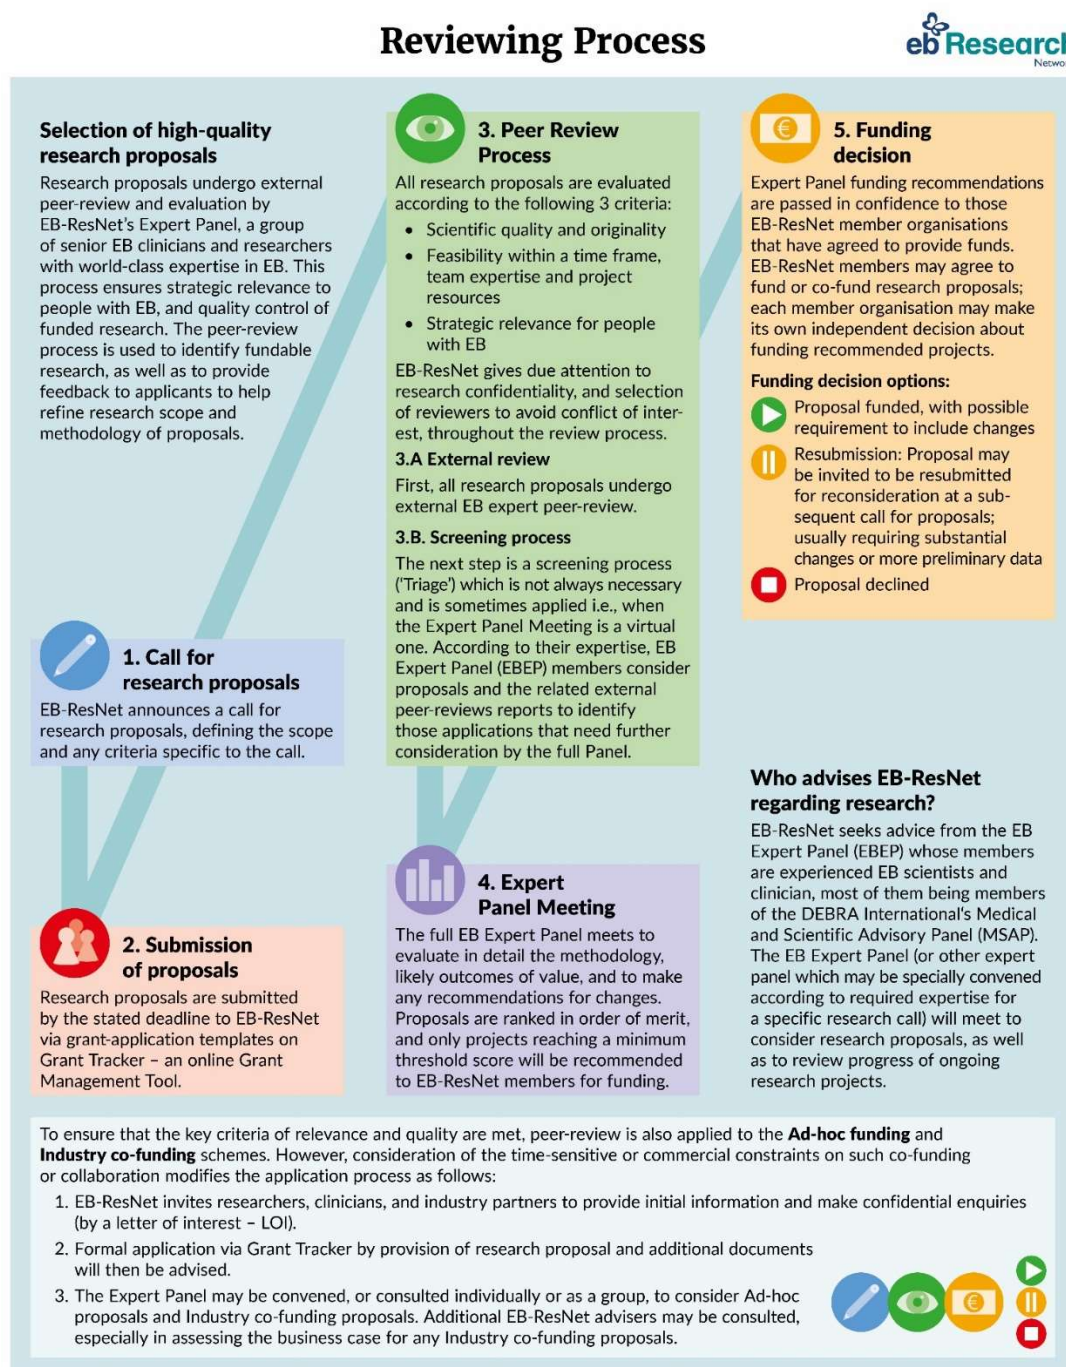 Reviewing Process
eb Research
Netwo
Selection of high-quality
research proposals
Research proposals undergo external
peer-review and evaluation by
EB-ResNet’s Expert Panel, a group
of senior EB clinicians and researchers
with world-class expertise in EB. This
process ensures strategic relevance to
people with EB, and quality control of
funded research. The peer-review
process is used to identify fundable
research, as well as to provide
feedback to applicants to help
refine research scope and
methodology of proposals.
1. Call for
research proposals
EB-ResNet announces a call for
research proposals, defining the scope
and any criteria specific to the call.
2. Submission
of proposals
Research proposals are submitted
by the stated deadline to EB-ResNet
via grant-application templates on
Grant Tracker – an online Grant
Management Tool.
3. Peer Review
Process
All research proposals are evaluated
according to the following 3 criteria:
• Scientific quality and originality
• Feasibility within a time frame,
team expertise and project
resources
• Strategic relevance for people
with EB
EB-ResNet gives due attention to
research confidentiality, and selection
of reviewers to avoid conflict of inter-
est, throughout the review process.
3.A External review
First, all research proposals undergo
external EB expert peer-review.
3.B. Screening process
The next step is a screening process
(‘Triage’) which is not always necessary
and is sometimes applied i.e., when
the Expert Panel Meeting is a virtual
one. According to their expertise, EB
Expert Panel (EBEP) members consider
proposals and the related external
peer-reviews reports to identify
those applications that need further
consideration by the full Panel.
4. Expert
Panel Meeting
The full EB Expert Panel meets to
evaluate in detail the methodology,
likely outcomes of value, and to make
any recommendations for changes.
Proposals are ranked in order of merit,
and only projects reaching a minimum
threshold score will be recommended
to EB-ResNet members for funding.
5. Funding
decision
Expert Panel funding recommendations
are passed in confidence to those
EB-ResNet member organisations
that have agreed to provide funds.
EB-ResNet members may agree to
fund or co-fund research proposals;
each member organisation may make
its own independent decision about
funding recommended projects.
Funding decision options:
Proposal funded, with possible
requirement to include changes
Resubmission: Proposal may
be invited to be resubmitted
for reconsideration at a sub-
sequent call for proposals;
usually requiring substantial
changes or more preliminary data
Proposal declined
Who advises EB-ResNet
regarding research?
EB-ResNet seeks advice from the EB
Expert Panel (EBEP) whose members
are experienced EB scientists and
clinician, most of them being members
of the DEBRA International‘s Medical
and Scientific Advisory Panel (MSAP).
The EB Expert Panel (or other expert
panel which may be specially convened
according to required expertise for
a specific research call) will meet to
consider research proposals, as well
as to review progress of ongoing
research projects.
To ensure that the key criteria of relevance and quality are met, peer-review is also applied to the Ad-hoc funding and
Industry co-funding schemes. However, consideration of the time-sensitive or commercial constraints on such co-funding
or collaboration modifies the application process as follows:
1. EB-ResNet invites researchers, clinicians, and industry partners to provide initial information and make confidential enquiries
(by a letter of interest – LOI).
2. Formal application via Grant Tracker by provision of research proposal and additional documents
will then be advised.
3. The Expert Panel may be convened, or consulted individually or as a group, to consider Ad-hoc
proposals and Industry co-funding proposals. Additional EB-ResNet advisers may be consulted,
especially in assessing the business case for any Industry co-funding proposals.